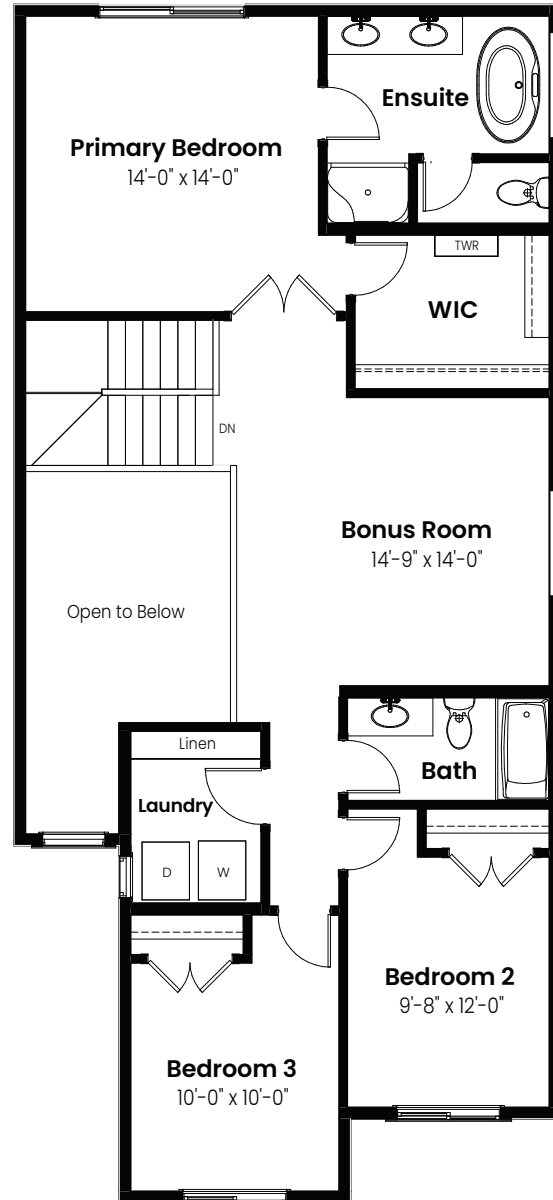 Ensuite
Primary Bedroom
14'-0" x 14'-0"
TWR
WIC
DN
Bonus Room
14'-9" x 14'-0"
Open to Below
Linen
Bath
Laundry
D
W
Bedroom 2
9'-8" x 12'-0"
Bedroom 3
10'-0" x 10'-0"